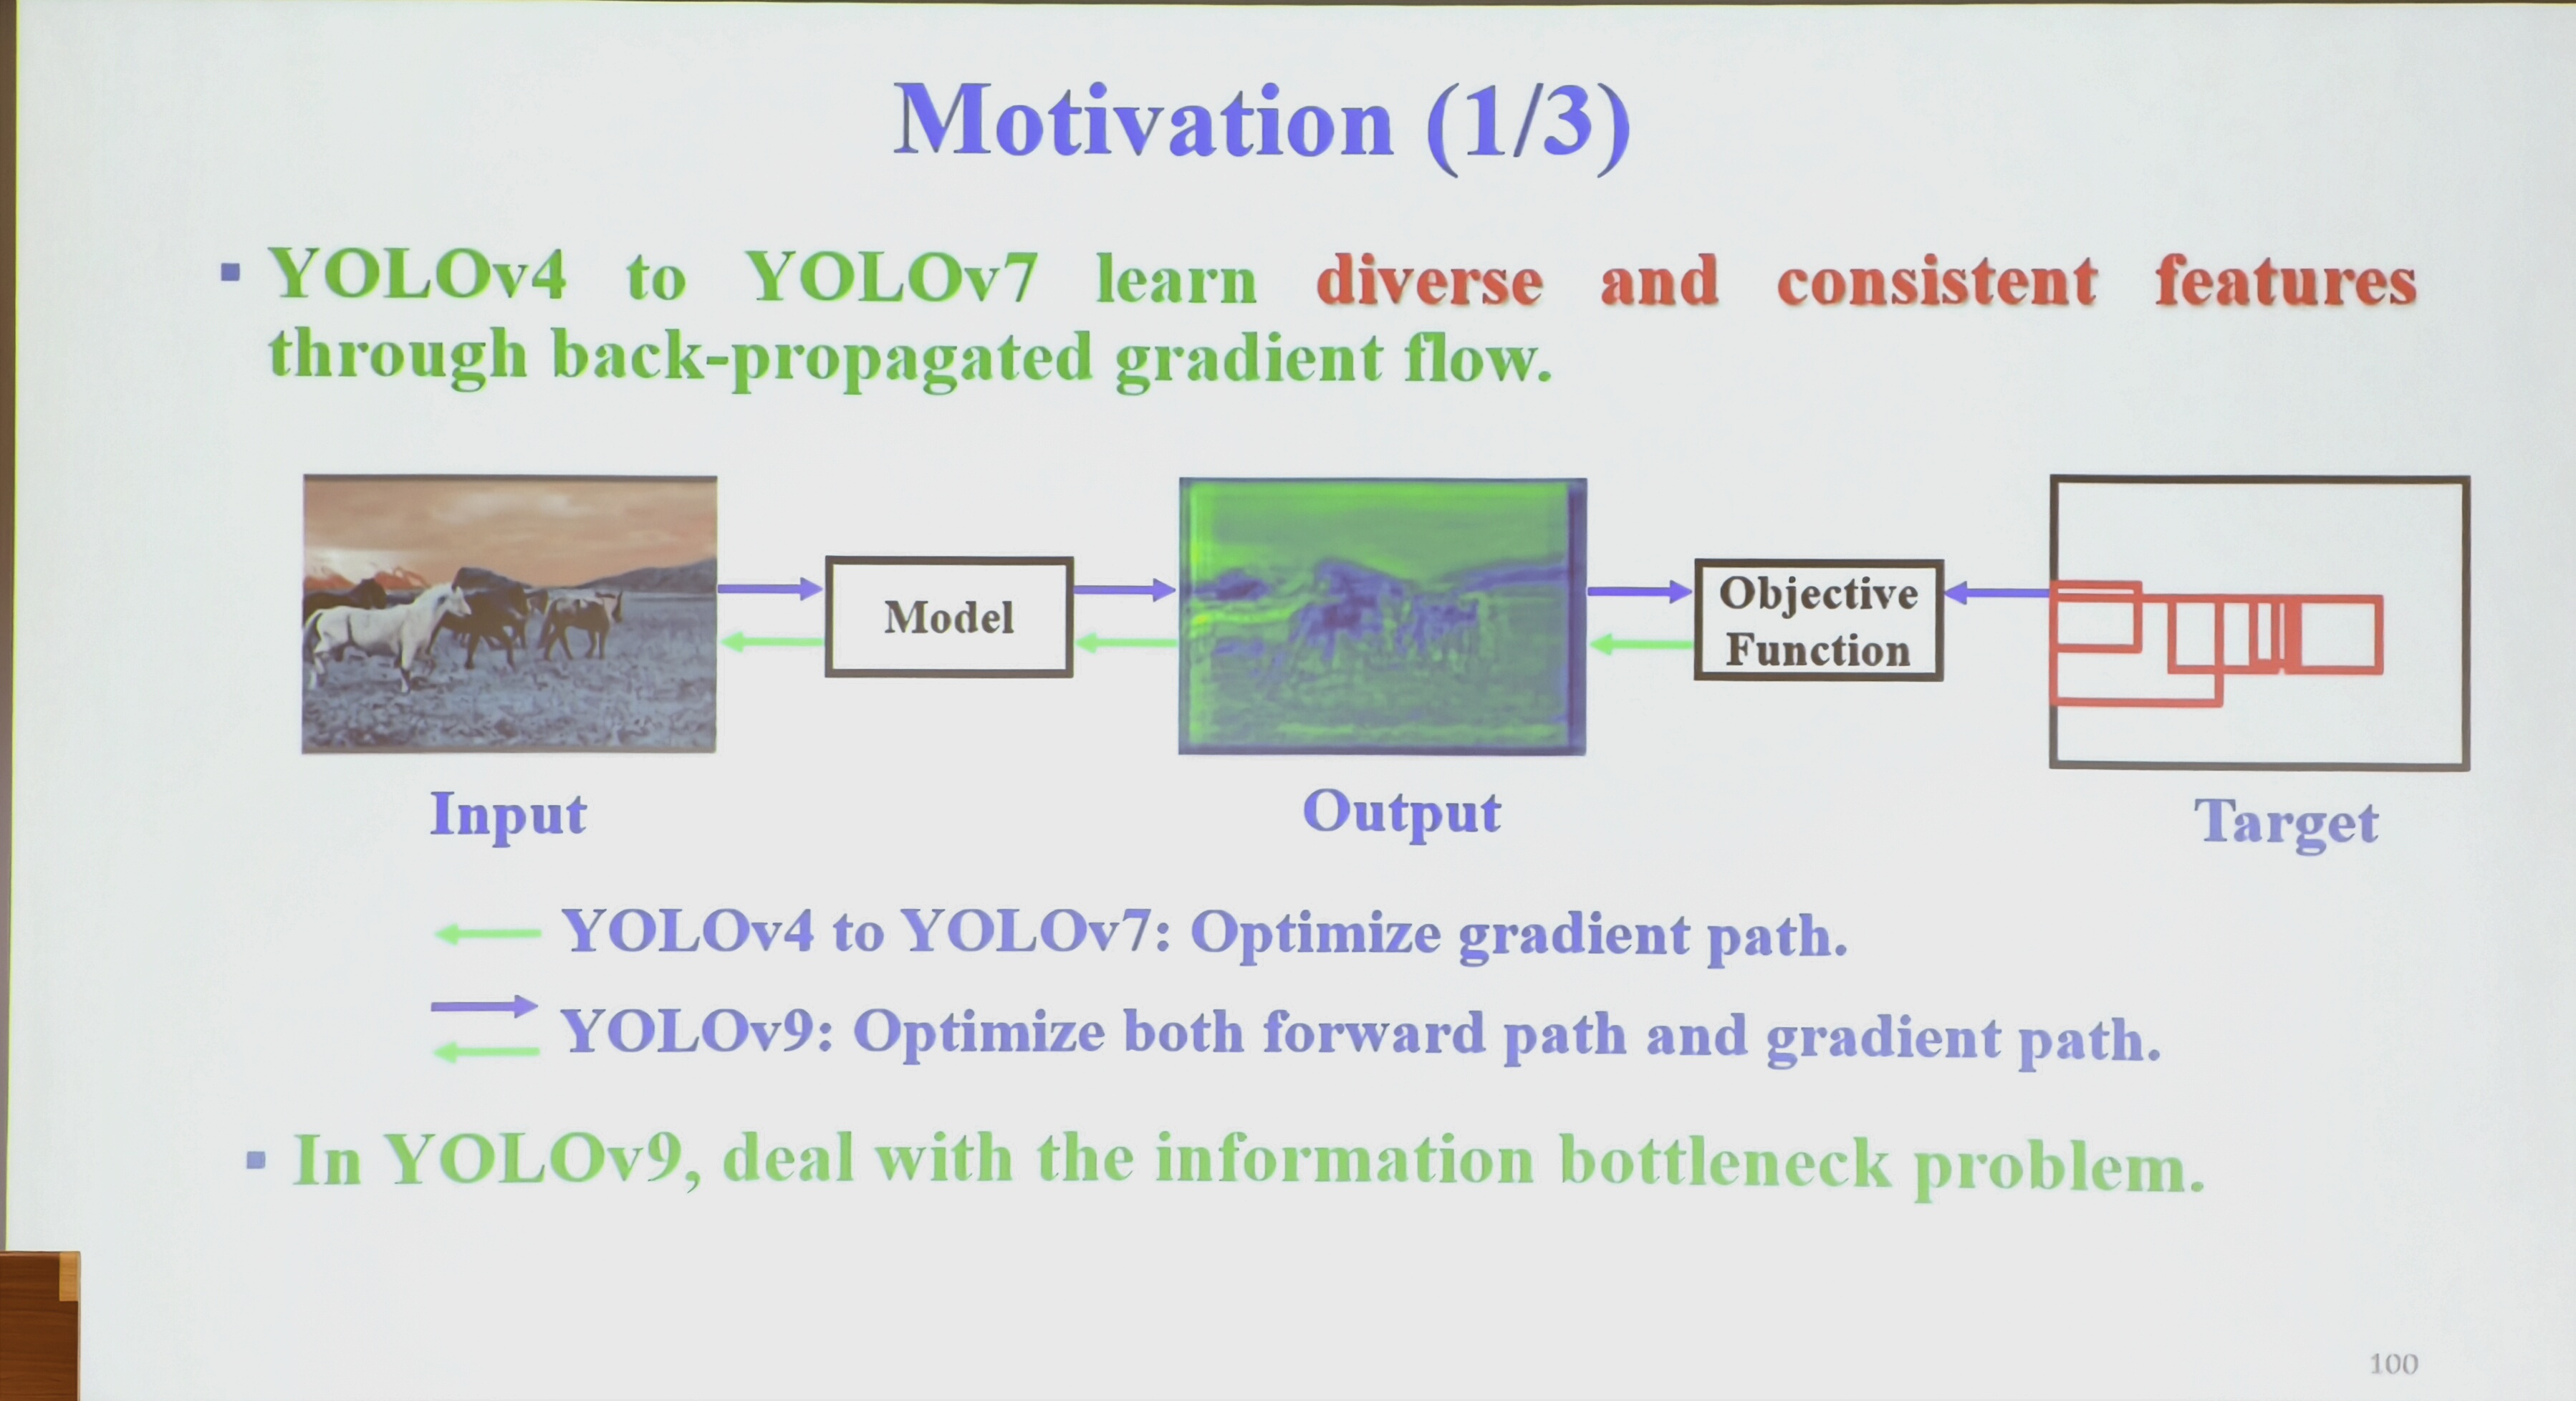 Motivation (1/3)
▪ YOLOv4 to YOLOv7 learn diverse and consistent features
through back-propagated gradient flow.
Model
Objective
Function
Input
Output
Target
YOLOv4 to YOLOv7: Optimize gradient path.
YOLOv9: Optimize both forward path and gradient path.
▪ In YOLOv9, deal with the information bottleneck problem.
100